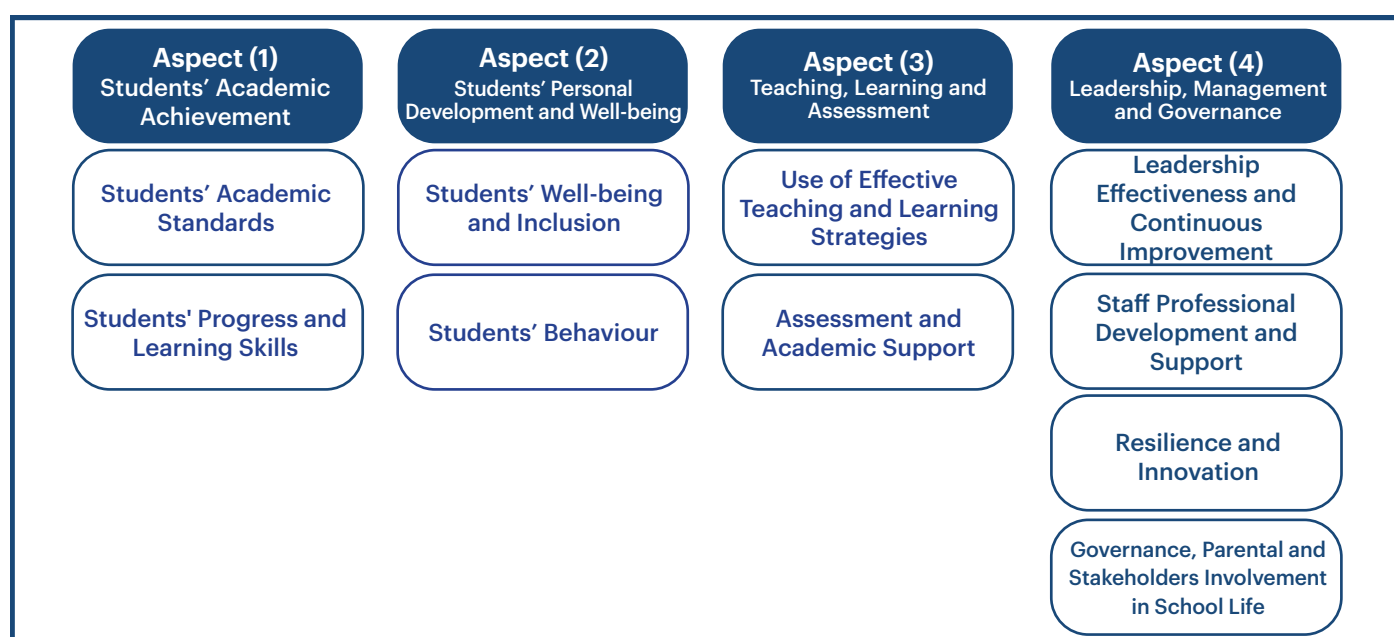 Aspect (1)
Students’ Academic
Achievement
Students’ Academic
Standards
Students' Progress and
Learning Skills
Aspect (2)
Students’ Personal
Development and Well-being
Students’ Well-being
and Inclusion
Students’ Behaviour
Aspect (3)
Teaching, Learning and
Assessment
Use of Effective
Teaching and Learning
Strategies
Assessment and
Academic Support
Aspect (4)
Leadership, Management
and Governance
Leadership
Effectiveness and
Continuous
Improvement
Staff Professional
Development and
Support
Resilience and
Innovation
Governance, Parental and
Stakeholders Involvement
in School Life